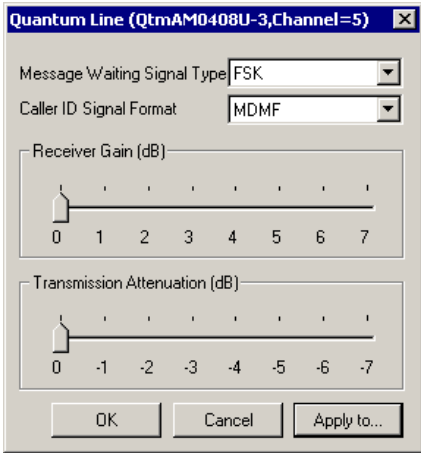 Quantum Line (QtmAM0408U-3,Channel=5)
Message Waiting Signal Type FSK
Caller ID Signal Format MDMF
Receiver Gain (dB)
0 1 2 3 4 5 6 7
Transmission Attenuation (dB)
0 -1 -2 -3 -4 -5 -6 -7
OK Cancel Apply to...